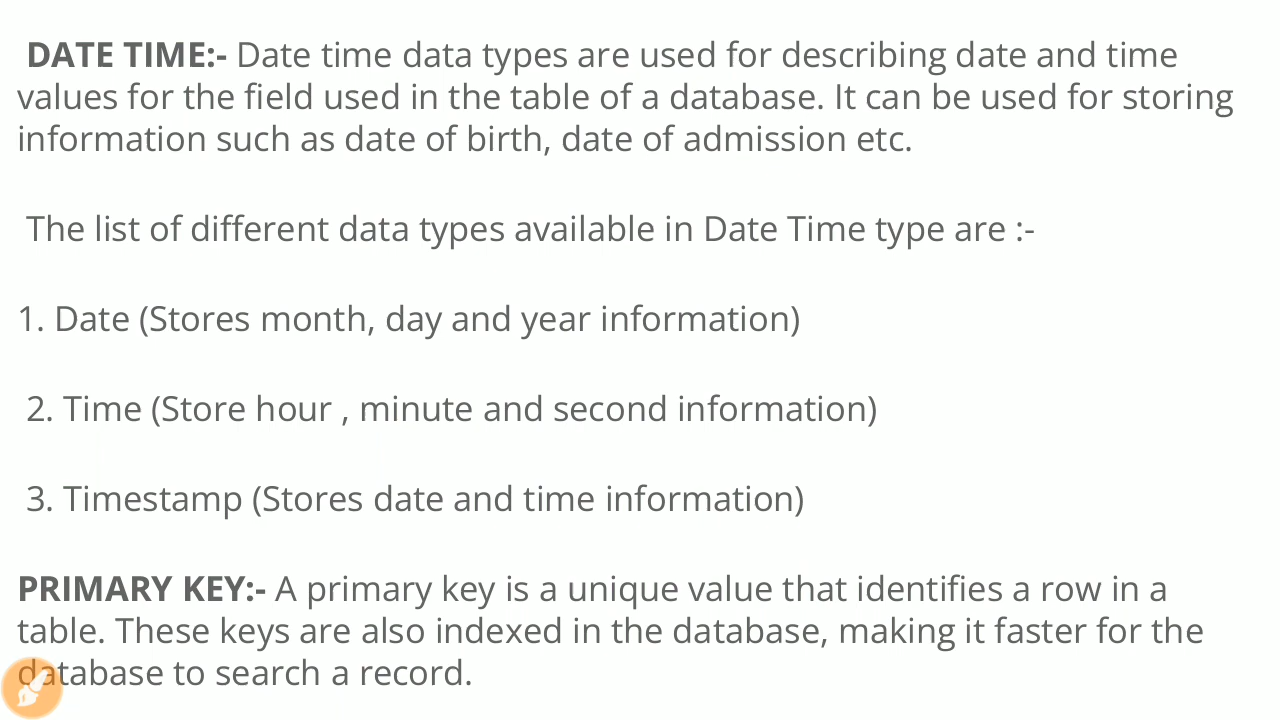 DATE TIME:- Date time data types are used for describing date and time
values for the field used in the table of a database. It can be used for storing
information such as date of birth, date of admission etc.
The list of different data types available in Date Time type are :-
1. Date (Stores month, day and year information)
2. Time (Store hour , minute and second information)
3. Timestamp (Stores date and time information)
PRIMARY KEY:- A primary key is a unique value that identifies a row in a
table. These keys are also indexed in the database, making it faster for the
database to search a record.